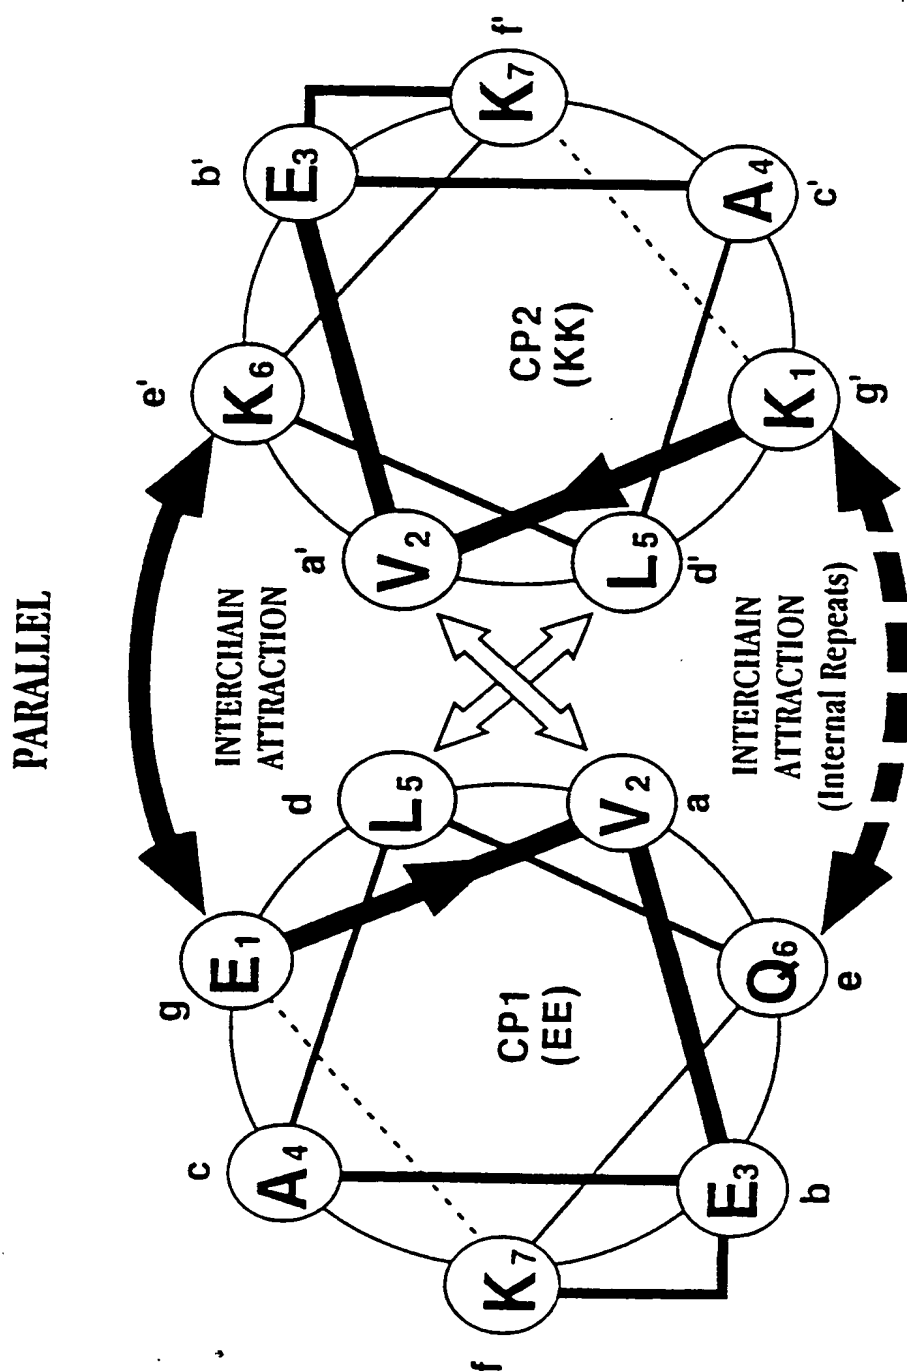 PARALLEL
INTERCHAIN
ATTRACTION
g
E1
c
A4
f
K7
b
E3
e
Q6
a
V2
d
L5
CP1
(EE)
a'
V2
e'
K6
b'
E3
f'
K7
c'
A4
g'
K1
d'
L5
CP2
(KK)
INTERCHAIN
ATTRACTION
(Internal Repeats)